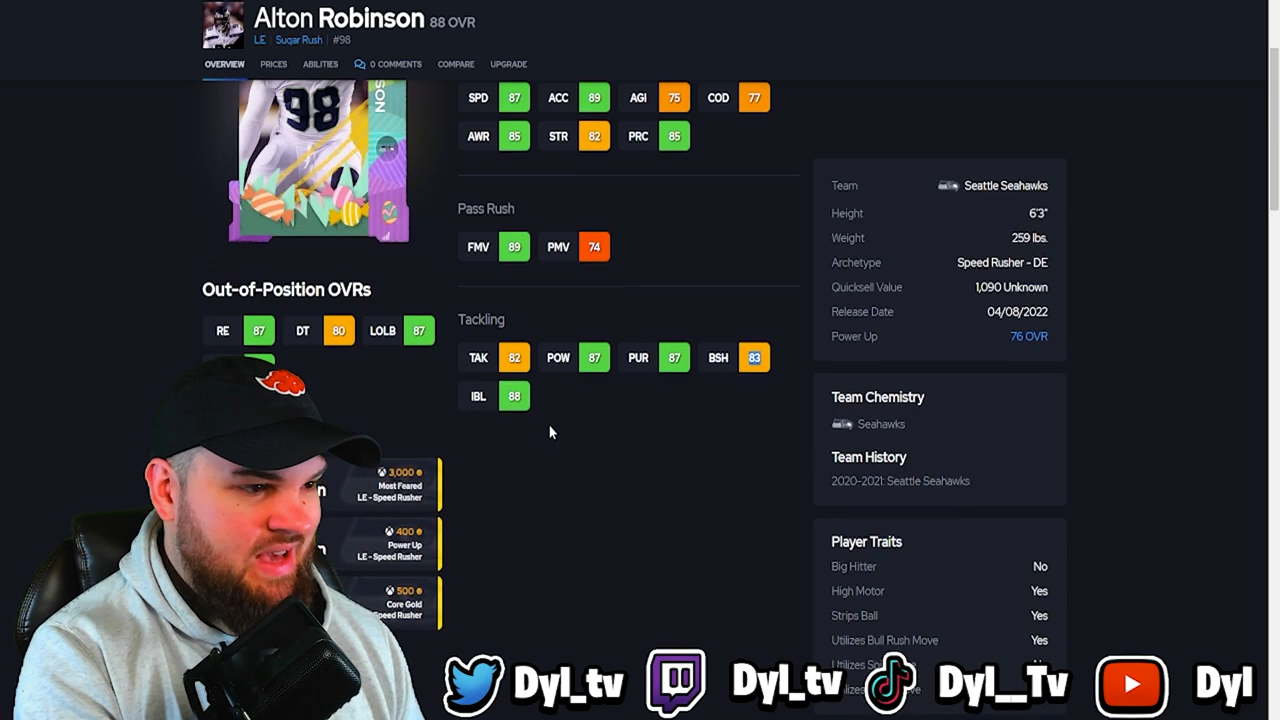 Alton Robinson 88 OVR
LE Sugar Rush #98
OVERVIEW PRICES ABILITIES 0 COMMENTS COMPARE UPGRADE
98
SON
SPD 87 ACC 89 AGI 75 COD 77
AWR 85 STR 82 PRC 85
Pass Rush
FMV 89 PMV 74
Out-of-Position OVRs
RE 87 DT 80 LOLB 87
Tackling
TAK 82 POW 87 PUR 87 BSH 83
IBL 88
3,000
Most Feared
LE - Speed Rusher
400
Power Up
LE - Speed Rusher
500
Core Gold
Speed Rusher
Team Seattle Seahawks
Height 6'3"
Weight 259 lbs.
Archetype Speed Rusher - DE
Quicksell Value 1,090 Unknown
Release Date 04/08/2022
Power Up 76 OVR
Team Chemistry
Seahawks
Team History
2020-2021: Seattle Seahawks
Player Traits
Big Hitter No
High Motor Yes
Strips Ball Yes
Utilizes Bull Rush Move Yes
Utilizes
Dyl_tv Dyl_tv Dyl__Tv Dyl